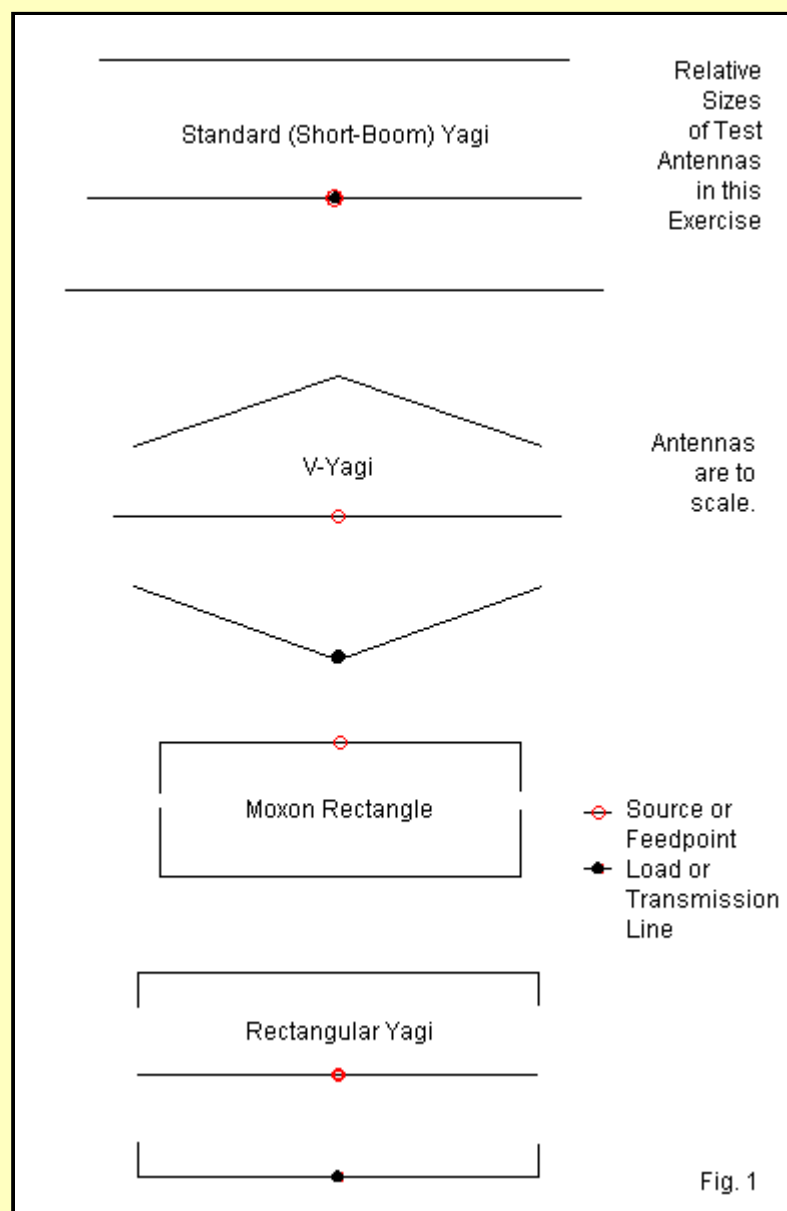 Relative
Sizes
of Test
Antennas
in this
Exercise
Standard (Short-Boom) Yagi
V-Yagi
Antennas
are to
scale.
Moxon Rectangle
Source or
Feedpoint
Load or
Transmission
Line
Rectangular Yagi
Fig. 1